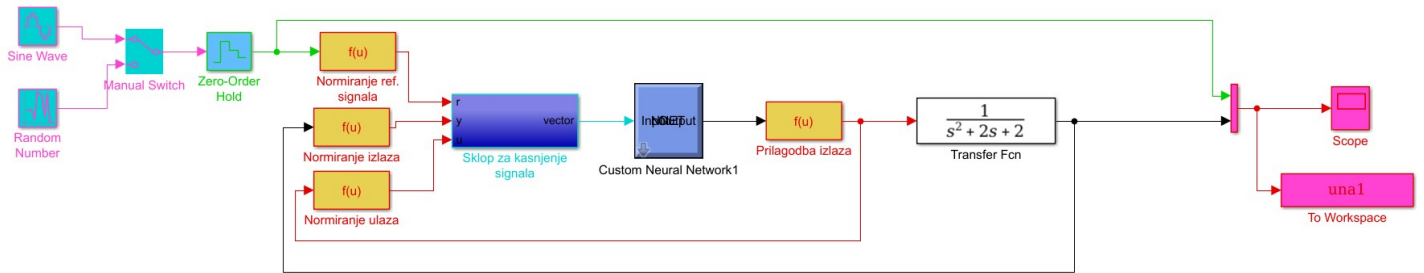 Sine Wave
Random
Number
Manual Switch
Zero-Order
Hold
f(u)
Normiranje ref.
signala
f(u)
Normiranje izlaza
f(u)
Normiranje ulaza
r
y
u
vector
Sklop za kasnjenje
signala
Custom Neural Network1
f(u)
Prilagodba izlaza
1
s² + 2s + 2
Transfer Fcn
Scope
una1
To Workspace